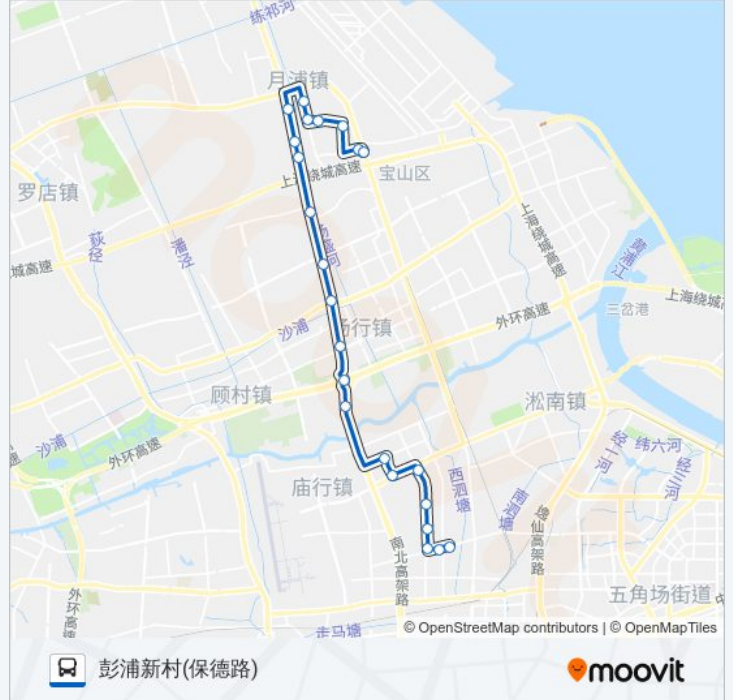 练祁河
月浦镇
上海绕城高速
宝山区
罗店镇
荻泾
潘泾
杨盛河
上海绕城高速
黄浦江
城高速
上海绕城
三岔港
沙浦
杨行镇
外环高速
顾村镇
淞南镇
沙浦
外环高速
经一河
纬六河
经三河
庙行镇
西泗塘
南泗塘
逸仙高架路
南北高架路
外环高速
五角场街道
走马塘
© OpenStreetMap contributors | © OpenMapTiles
彭浦新村(保德路)
moovit